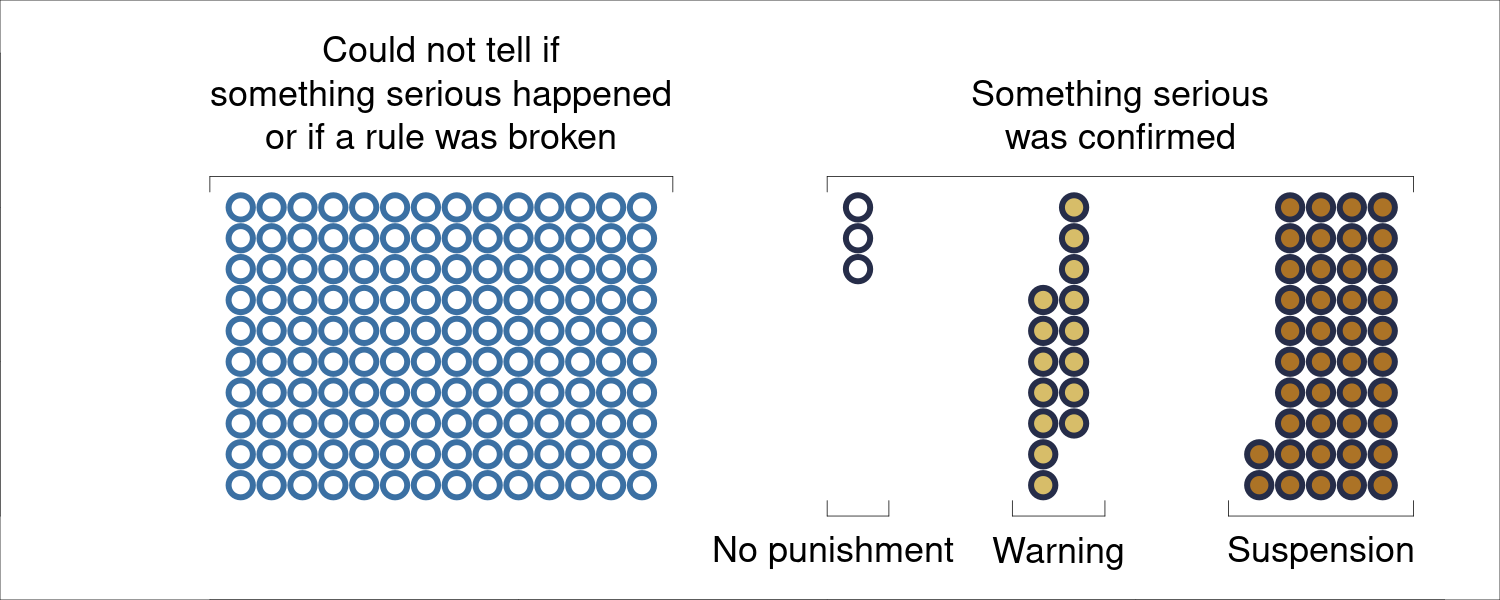 Could not tell if
something serious happened
or if a rule was broken
Something serious
was confirmed
No punishment
Warning
Suspension